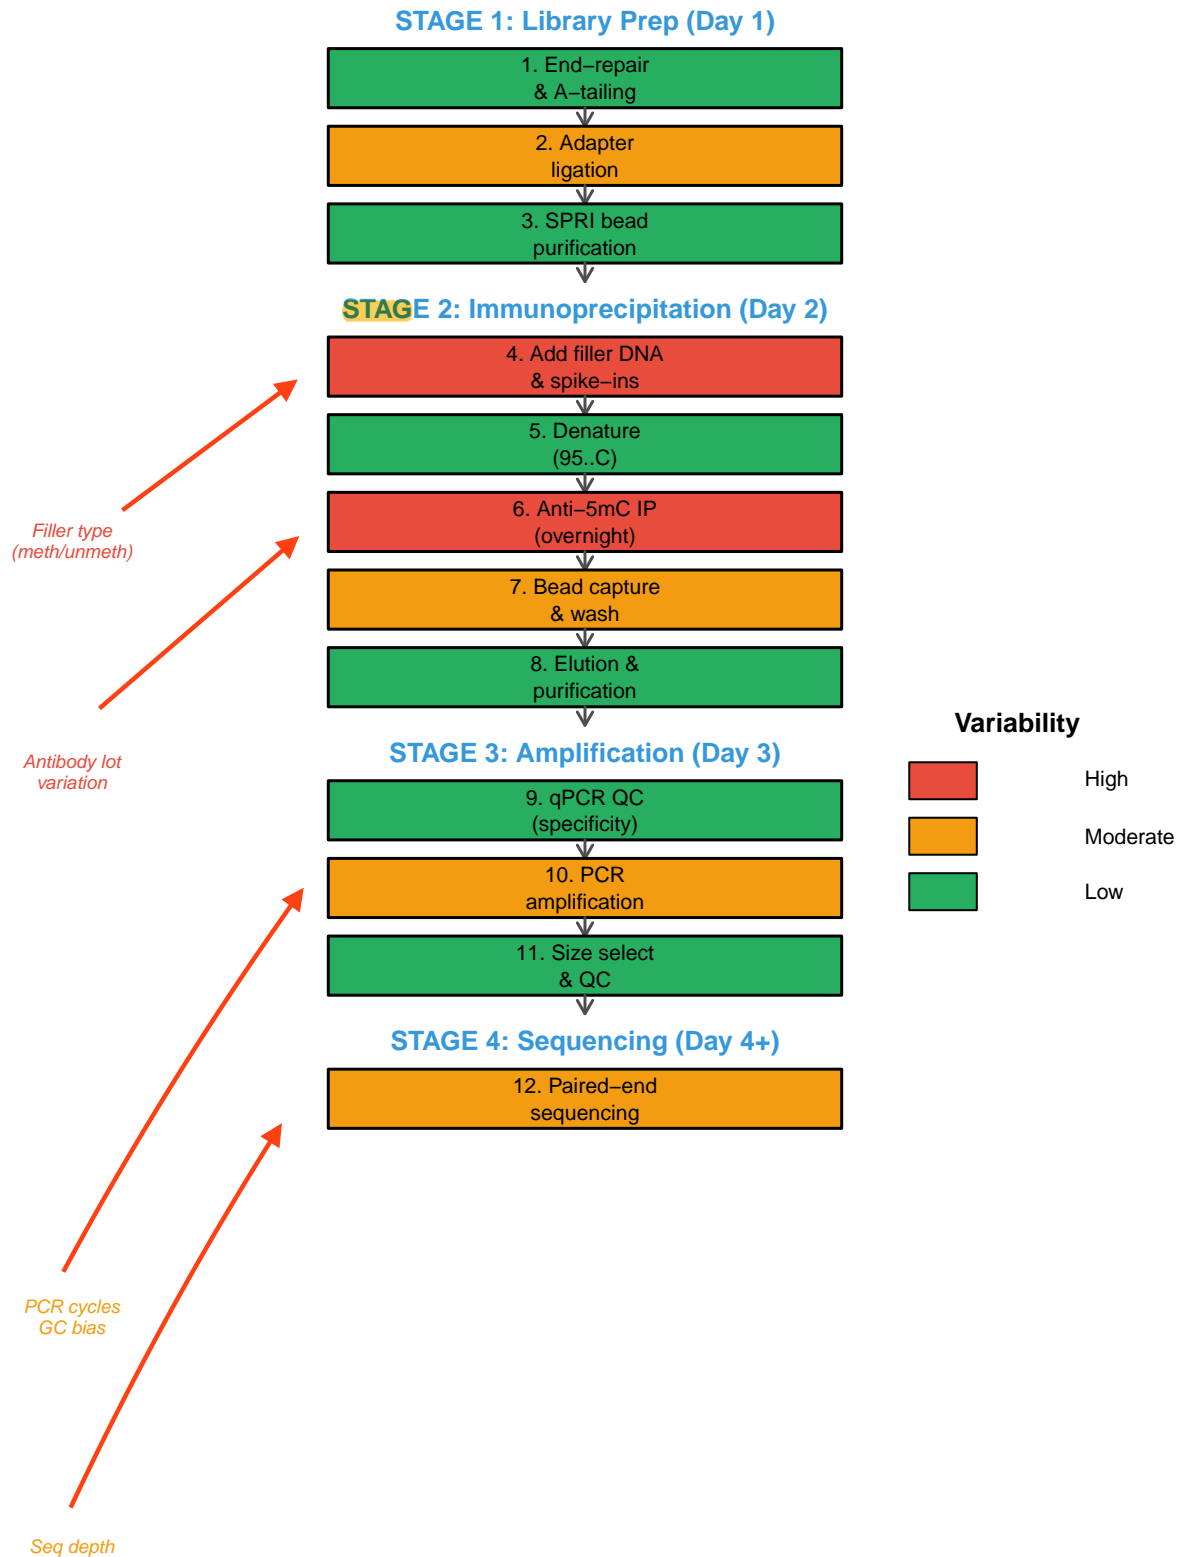 STAGE 1: Library Prep (Day 1)
1. End−repair
& A−tailing
2. Adapter
ligation
3. SPRI bead
purification
STAGE 2: Immunoprecipitation (Day 2)
4. Add filler DNA
& spike−ins
5. Denature
(95..C)
6. Anti−5mC IP
(overnight)
7. Bead capture
& wash
8. Elution &
purification
Filler type
(meth/unmeth)
Antibody lot
variation
STAGE 3: Amplification (Day 3)
9. qPCR QC
(specificity)
10. PCR
amplification
11. Size select
& QC
Variability
High
Moderate
Low
STAGE 4: Sequencing (Day 4+)
12. Paired−end
sequencing
PCR cycles
GC bias
Seq depth